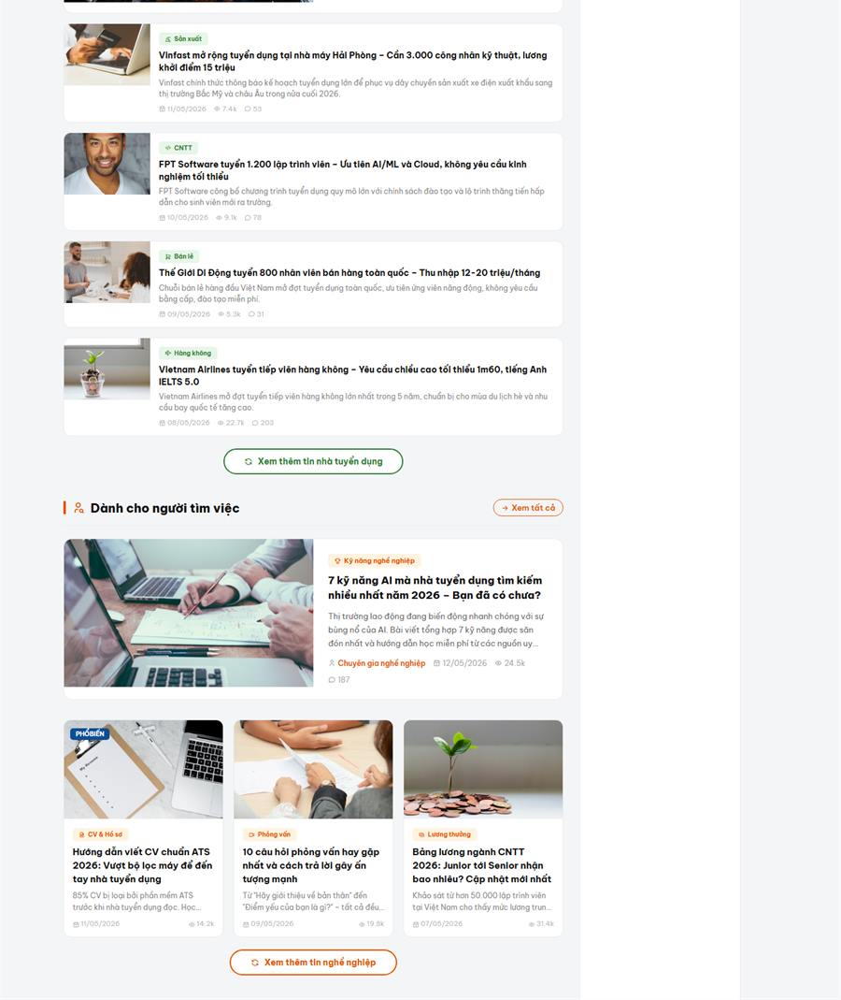 Sản xuất
Vinfast mở rộng tuyển dụng tại nhà máy Hải Phòng – Cần 3.000 công nhân kỹ thuật, lương
khởi điểm 15 triệu
Vinfast chính thức thông báo kế hoạch tuyển dụng lớn để phục vụ dây chuyền sản xuất xe điện xuất khẩu sang
thị trường Bắc Mỹ và châu Âu trong nửa cuối 2026.
11/05/2026 7.4k 53
CNTT
FPT Software tuyển 1.200 lập trình viên – Ưu tiên AI/ML và Cloud, không yêu cầu kinh
nghiệm tối thiểu
FPT Software công bố chương trình tuyển dụng quy mô lớn với chính sách đào tạo và lộ trình thăng tiến hấp
dẫn cho sinh viên mới ra trường.
10/05/2026 9.1k 78
Bán lẻ
Thế Giới Di Động tuyển 800 nhân viên bán hàng toàn quốc – Thu nhập 12-20 triệu/tháng
Chuỗi bán lẻ hàng đầu Việt Nam mở đợt tuyển dụng toàn quốc, ưu tiên ứng viên năng động, không yêu cầu
bằng cấp, đào tạo miễn phí.
09/05/2026 5.3k 31
Hàng không
Vietnam Airlines tuyển tiếp viên hàng không – Yêu cầu chiều cao tối thiểu 1m60, tiếng Anh
IELTS 5.0
Vietnam Airlines mở đợt tuyển tiếp viên hàng không lớn nhất trong 5 năm, chuẩn bị cho mùa du lịch hè và nhu
cầu bay quốc tế tăng cao.
08/05/2026 22.7k 203
Xem thêm tin nhà tuyển dụng
Dành cho người tìm việc
Xem tất cả
Kỹ năng nghề nghiệp
7 kỹ năng AI mà nhà tuyển dụng tìm kiếm
nhiều nhất năm 2026 – Bạn đã có chưa?
Thị trường lao động đang biến động nhanh chóng với sự
bùng nổ của AI. Bài viết tổng hợp 7 kỹ năng được săn
đón nhất và hướng dẫn học miễn phí từ các nguồn uy...
Chuyên gia nghề nghiệp 12/05/2026 24.5k
187
PHỔ BIẾN
My Resume
CV & Hồ sơ
Hướng dẫn viết CV chuẩn ATS
2026: Vượt bộ lọc máy để đến
tay nhà tuyển dụng
85% CV bị loại bởi phần mềm ATS
trước khi nhà tuyển dụng đọc. Học...
11/05/2026 14.2k
Phỏng vấn
10 câu hỏi phỏng vấn hay gặp
nhất và cách trả lời gây ấn
tượng mạnh
Từ "Hãy giới thiệu về bản thân" đến
"Điểm yếu của bạn là gì?" – tất cả đều...
09/05/2026 19.8k
Lương thưởng
Bảng lương ngành CNTT
2026: Junior tới Senior nhận
bao nhiêu? Cập nhật mới nhất
Khảo sát từ hơn 50.000 lập trình viên
tại Việt Nam cho thấy mức lương trun...
07/05/2026 31.4k
Xem thêm tin nghề nghiệp